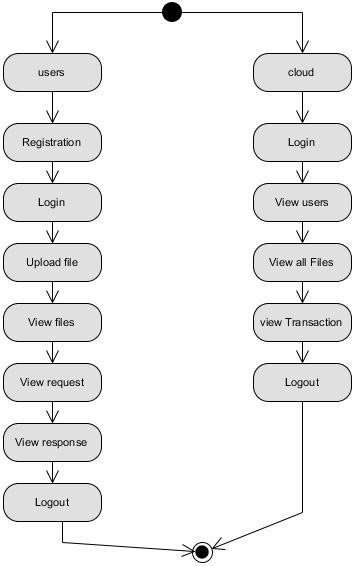 users
Registration
Login
Upload file
View files
View request
View response
Logout
cloud
Login
View users
View all Files
view Transaction
Logout